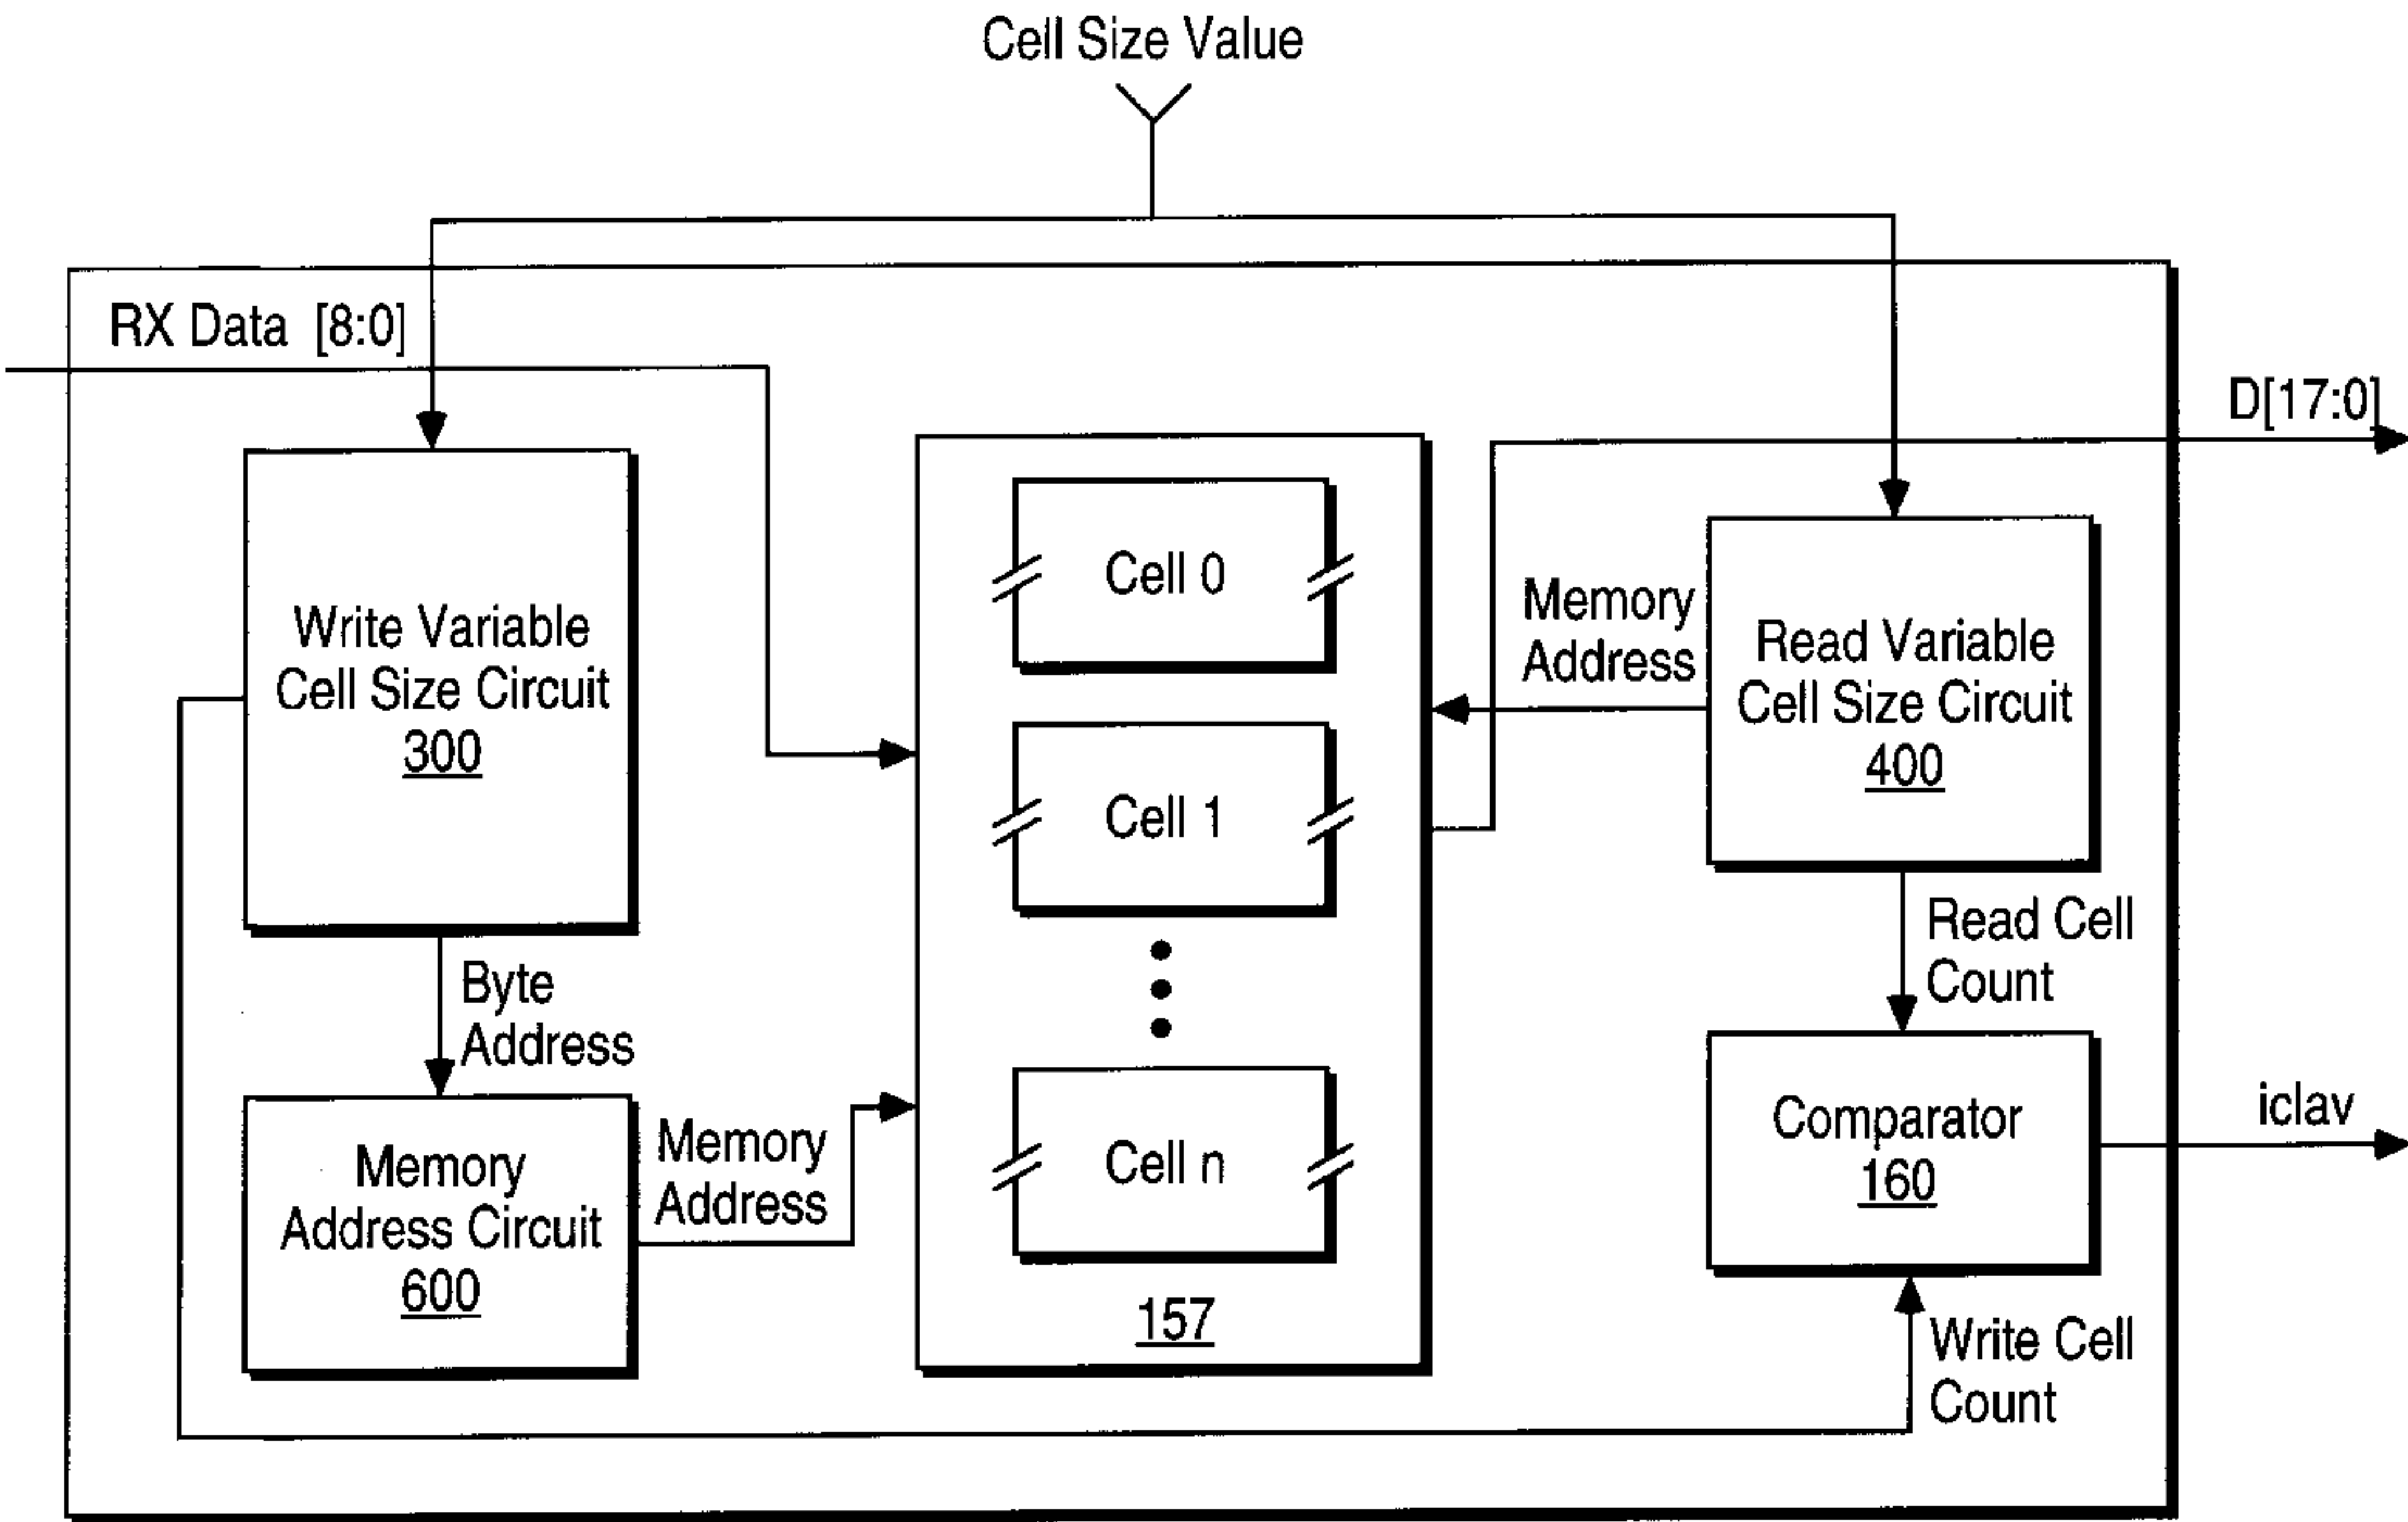 Cell Size Value
RX Data [8:0]
D[17:0]
Write Variable
Cell Size Circuit
300
Byte
Address
Memory
Address Circuit
600
Memory
Address
Cell 0
Cell 1
Cell n
157
Memory
Address
Read Variable
Cell Size Circuit
400
Read Cell
Count
Comparator
160
iclav
Write Cell
Count